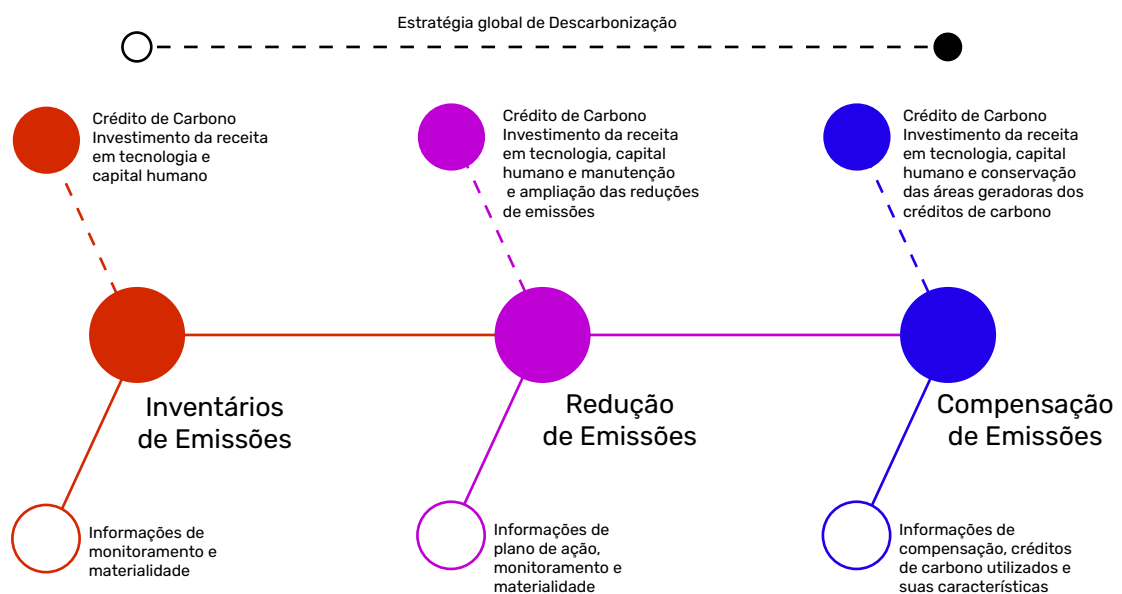 Estratégia global de Descarbonização
Crédito de Carbono
Investimento da receita
em tecnologia e
capital humano
Crédito de Carbono
Investimento da receita
em tecnologia, capital
humano e manutenção
e ampliação das reduções
de emissões
Crédito de Carbono
Investimento da receita
em tecnologia, capital
humano e conservação
das áreas geradoras dos
créditos de carbono
Inventários
de Emissões
Redução
de Emissões
Compensação
de Emissões
Informações de
monitoramento e
materialidade
Informações de
plano de ação,
monitoramento e
materialidade
Informações de
compensação, créditos
de carbono utilizados e
suas características